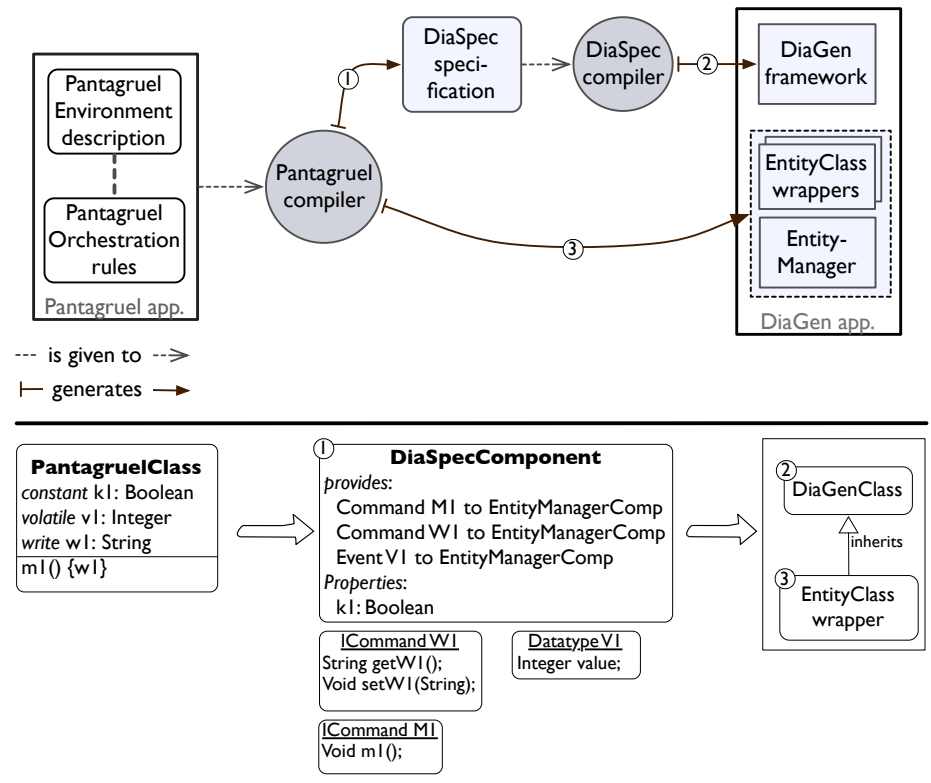 Pantagruel
Environment
description
Pantagruel
Orchestration
rules
Pantagruel app.
Pantagruel
compiler
1
DiaSpec
speci-
fication
DiaSpec
compiler
2
DiaGen
framework
EntityClass
wrappers
Entity-
Manager
DiaGen app.
3
is given to
generates
PantagruelClass
constant k1: Boolean
volatile v1: Integer
write w1: String
m1() {w1}
1
DiaSpecComponent
provides:
Command M1 to EntityManagerComp
Command W1 to EntityManagerComp
Event V1 to EntityManagerComp
Properties:
k1: Boolean
ICommand W1
String getW1();
Void setW1(String);
Datatype V1
Integer value;
ICommand M1
Void m1();
2
DiaGenClass
inherits
3
EntityClass
wrapper